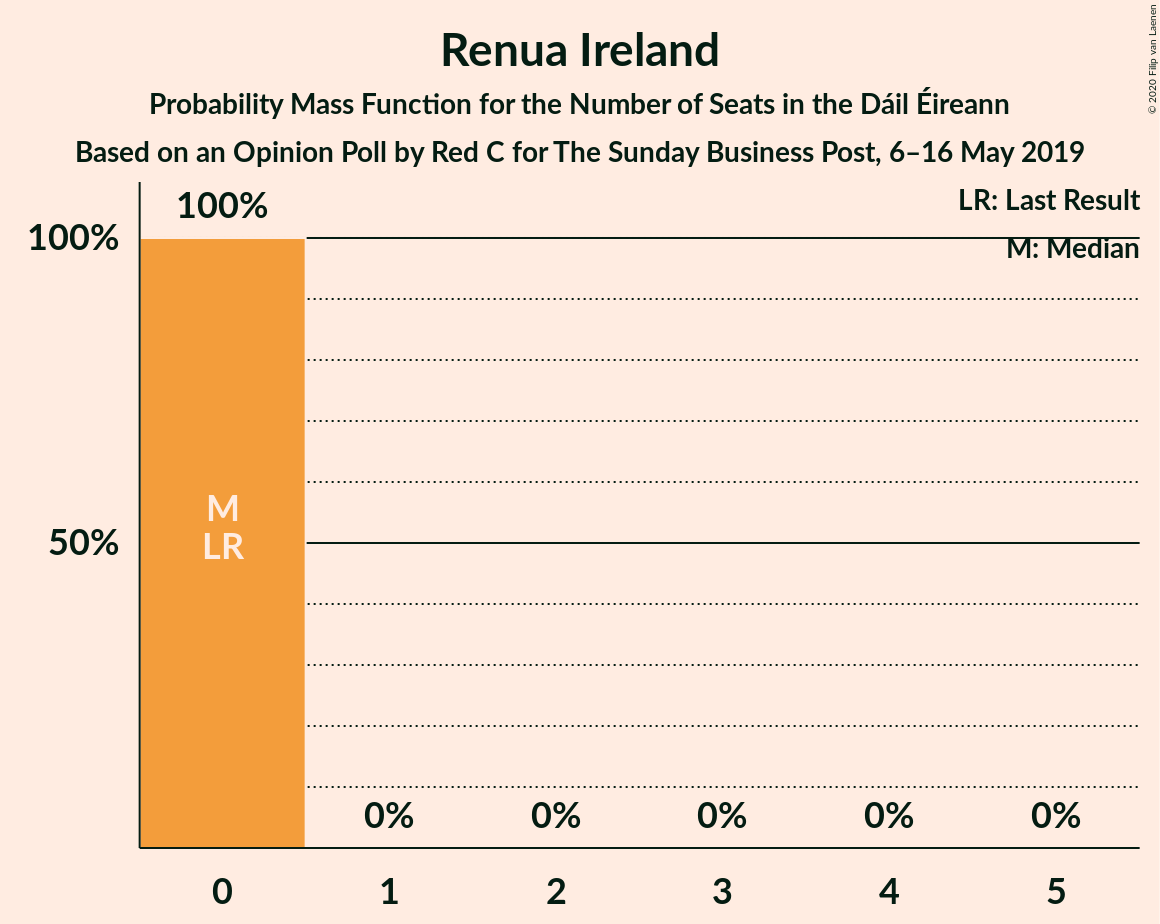 Renua Ireland
Probability Mass Function for the Number of Seats in the Dáil Éireann
Based on an Opinion Poll by Red C for The Sunday Business Post, 6–16 May 2019
© 2020 Filip van Laenen
LR: Last Result
M: Median
100%
100%
50%
M
LR
0% 0% 0% 0% 0%
0 1 2 3 4 5